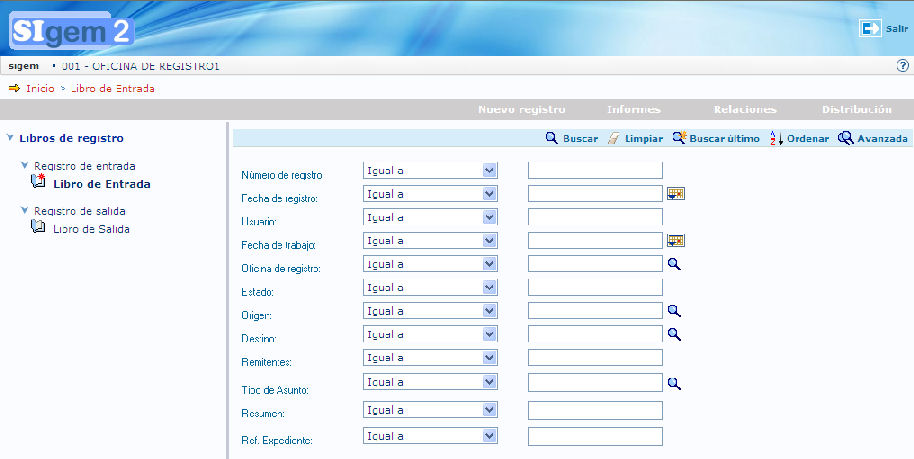 SIgem 2
Salir
sigem • 001 - OFICINA DE REGISTRO1
Inicio > Libro de Entrada
Nuevo registro Informes Relaciones Distribución
Libros de registro
Registro de entrada
Libro de Entrada
Registro de salida
Libro de Salida
Buscar Limpiar Buscar último Ordenar Avanzada
Número de registro: Igual a
Fecha de registro: Igual a
Usuario: Igual a
Fecha de trabajo: Igual a
Oficina de registro: Igual a
Estado: Igual a
Origen: Igual a
Destino: Igual a
Remitentes: Igual a
Tipo de Asunto: Igual a
Resumen: Igual a
Ref. Expediente: Igual a